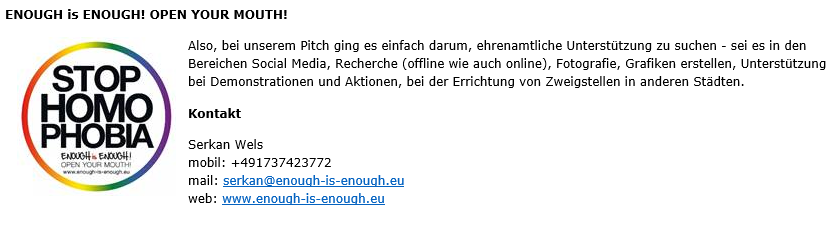 ENOUGH is ENOUGH! OPEN YOUR MOUTH!
STOP
HOMO
PHOBIA
ENOUGH is ENOUGH!
OPEN YOUR MOUTH!
www.enough-is-enough.eu
Also, bei unserem Pitch ging es einfach darum, ehrenamtliche Unterstützung zu suchen - sei es in den
Bereichen Social Media, Recherche (offline wie auch online), Fotografie, Grafiken erstellen, Unterstützung
bei Demonstrationen und Aktionen, bei der Errichtung von Zweigstellen in anderen Städten.
Kontakt
Serkan Wels
mobil: +491737423772
mail: serkan@enough-is-enough.eu
web: www.enough-is-enough.eu